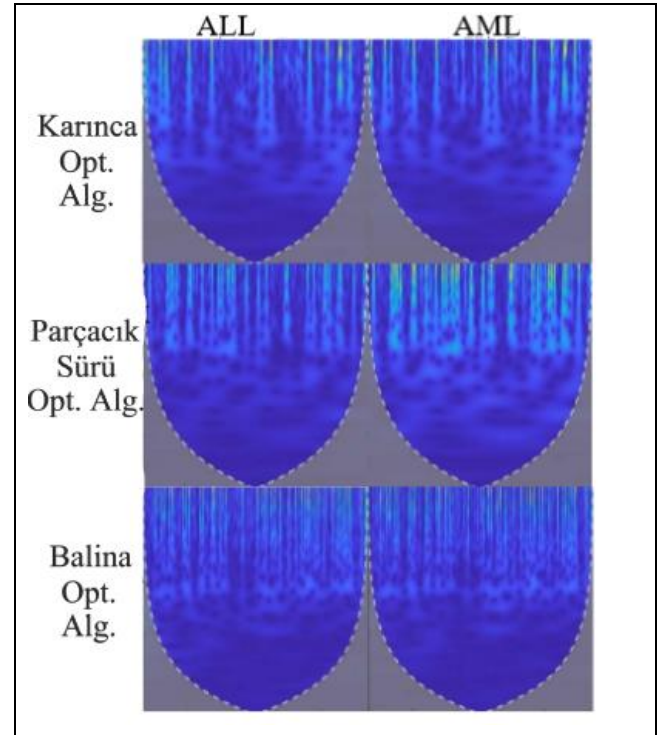 ALL AML
Karınca
Opt.
Alg.
Parçacık
Sürü
Opt. Alg.
Balina
Opt.
Alg.